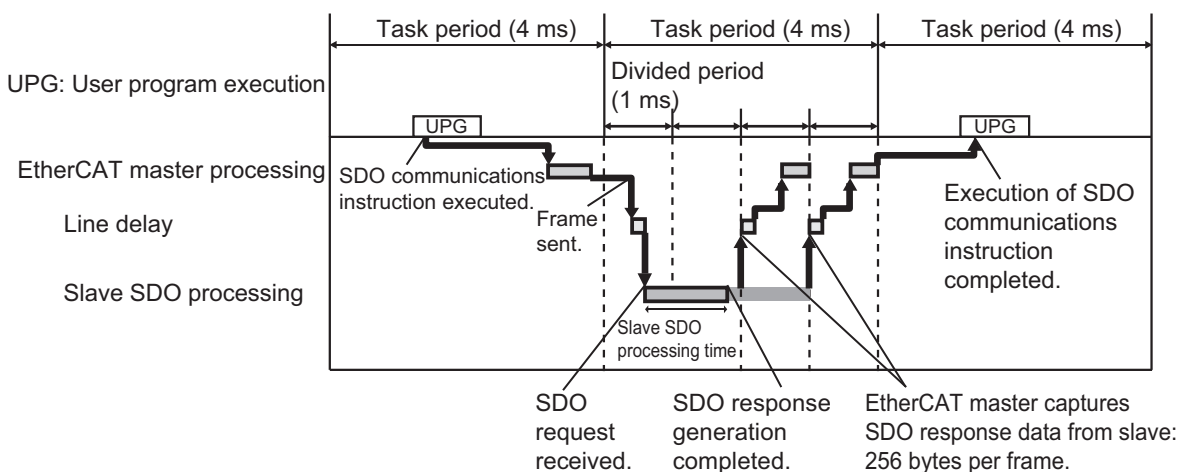 Task period (4 ms)
Task period (4 ms)
Task period (4 ms)
UPG: User program execution
Divided period
(1 ms)
UPG
UPG
EtherCAT master processing
SDO communications
instruction executed.
Frame
sent.
Execution of SDO
communications
instruction
completed.
Line delay
Slave SDO processing
Slave SDO
processing time
SDO
request
received.
SDO response
generation
completed.
EtherCAT master captures
SDO response data from slave:
256 bytes per frame.